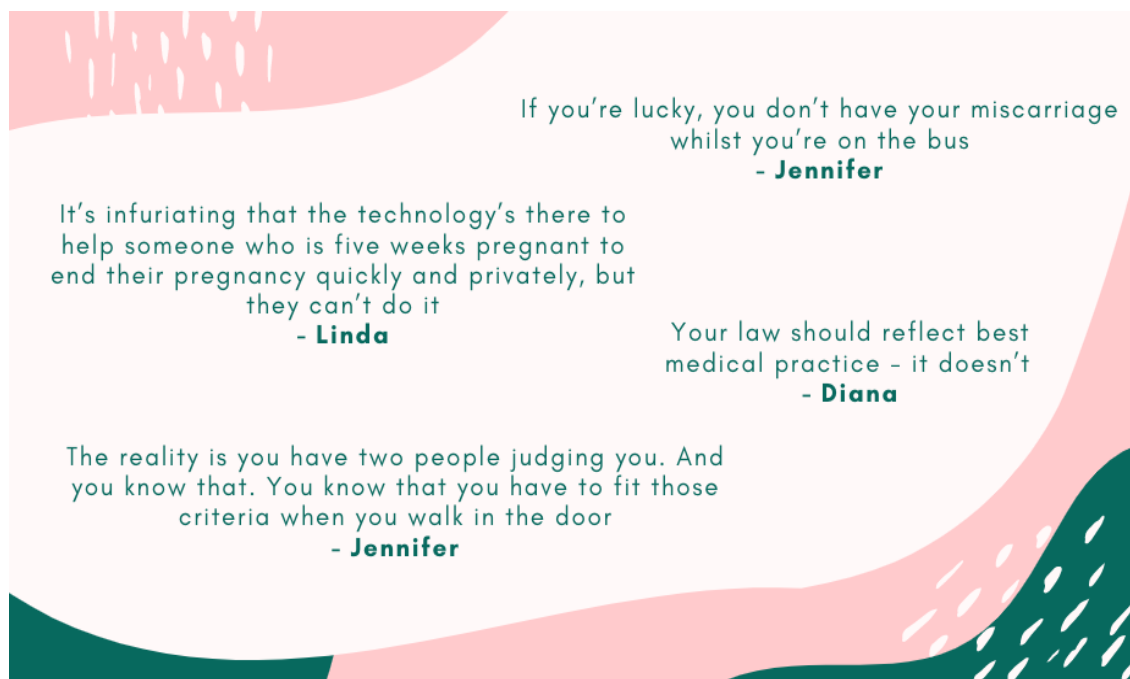 If you're lucky, you don't have your miscarriage
whilst you're on the bus
- Jennifer
It's infuriating that the technology's there to
help someone who is five weeks pregnant to
end their pregnancy quickly and privately, but
they can't do it
- Linda
Your law should reflect best
medical practice – it doesn't
- Diana
The reality is you have two people judging you. And
you know that. You know that you have to fit those
criteria when you walk in the door
- Jennifer